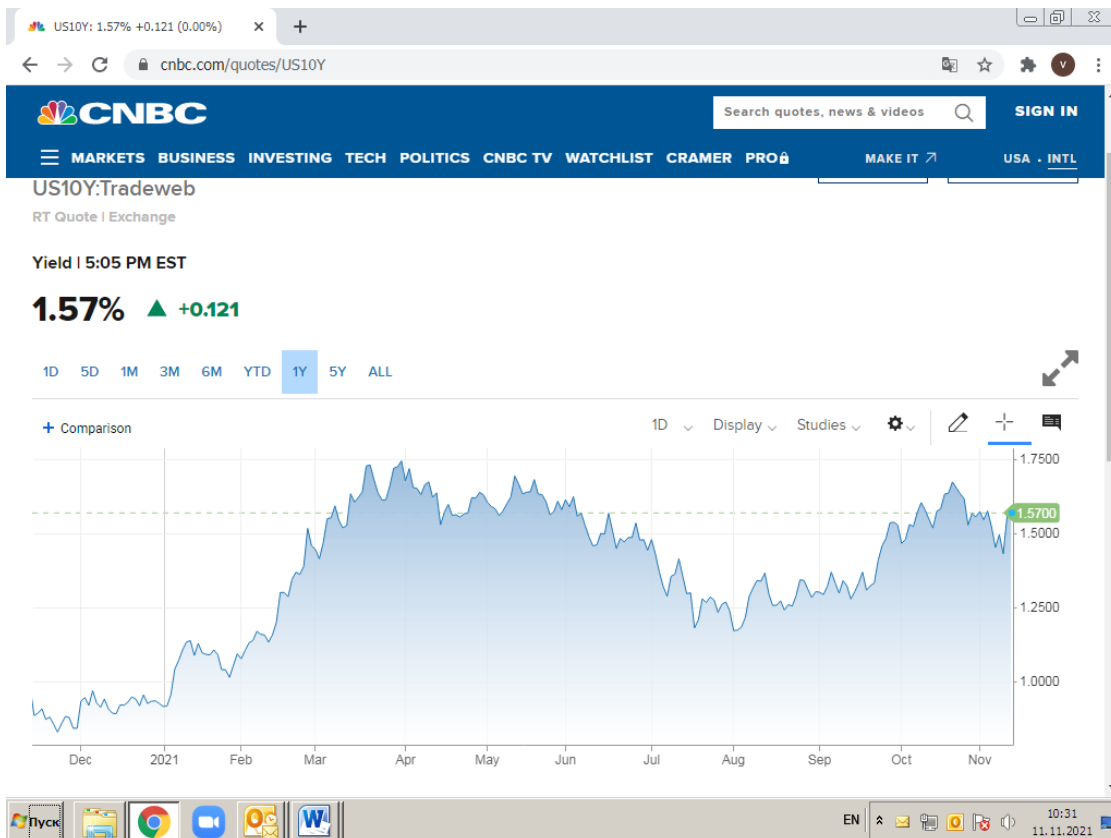 US10Y: 1.57% +0.121 (0.00%)
cnbc.com/quotes/US10Y
V
CNBC
Search quotes, news & videos
SIGN IN
MARKETS BUSINESS INVESTING TECH POLITICS CNBC TV WATCHLIST CRAMER PRO MAKE IT USA • INTL
US10Y:Tradeweb
RT Quote | Exchange
Yield | 5:05 PM EST
1.57% +0.121
1D 5D 1M 3M 6M YTD 1Y 5Y ALL
+ Comparison 1D Display Studies
1.7500
1.5700
1.5000
1.2500
1.0000
Dec 2021 Feb Mar Apr May Jun Jul Aug Sep Oct Nov
Пуск
EN
10:31
11.11.2021